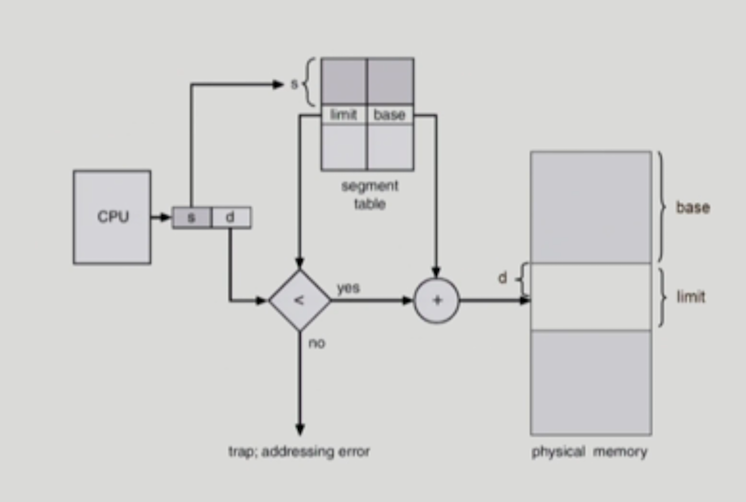 s
limit base
segment
table
CPU
s d
base
d
limit
< yes +
no
trap; addressing error
physical memory